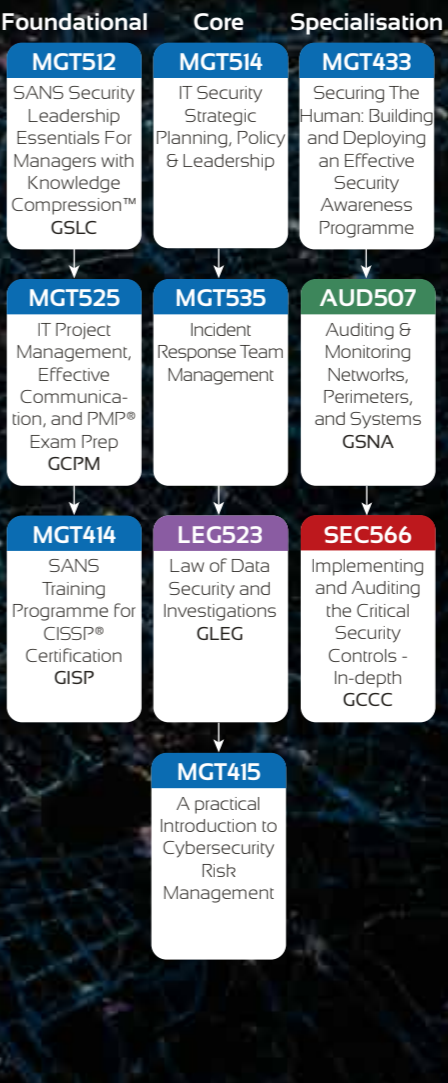 Foundational
MGT512
SANS Security
Leadership
Essentials For
Managers with
Knowledge
Compression™
GSLC
MGT525
IT Project
Management,
Effective
Communica-
tion, and PMP®
Exam Prep
GCPM
MGT414
SANS
Training
Programme for
CISSP®
Certification
GISP
Core
MGT514
IT Security
Strategic
Planning, Policy
& Leadership
MGT535
Incident
Response Team
Management
LEG523
Law of Data
Security and
Investigations
GLEG
MGT415
A practical
Introduction to
Cybersecurity
Risk
Management
Specialisation
MGT433
Securing The
Human: Building
and Deploying
an Effective
Security
Awareness
Programme
AUD507
Auditing &
Monitoring
Networks,
Perimeters,
and Systems
GSNA
SEC566
Implementing
and Auditing
the Critical
Security
Controls -
In-depth
GCCC